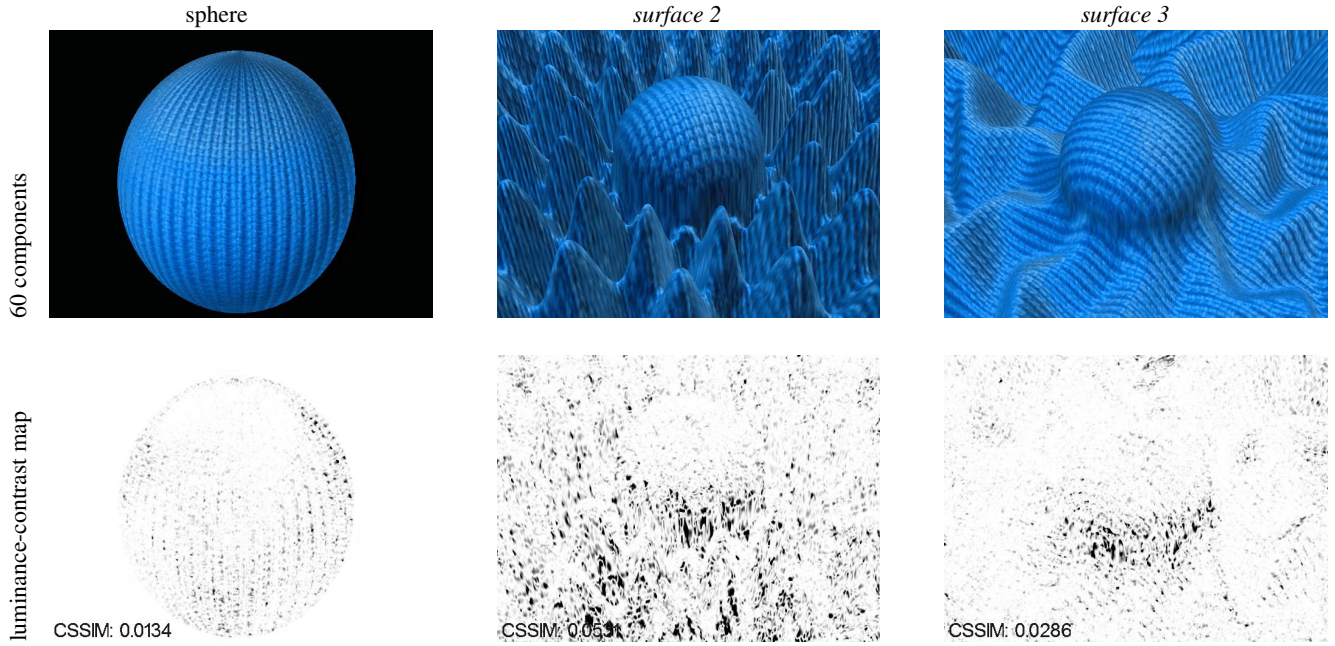 sphere
surface 2
surface 3
60 components
luminance-contrast map
CSSIM: 0.0134
CSSIM: 0.0531
CSSIM: 0.0286